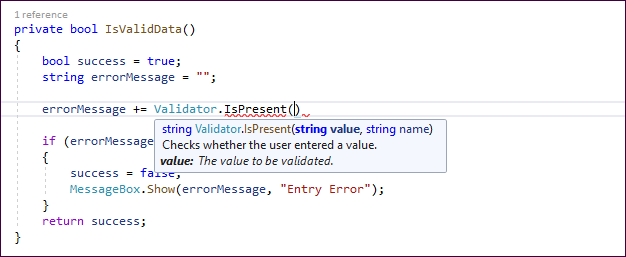 1 reference
private bool IsValidData()
{
bool success = true;
string errorMessage = "";
errorMessage += Validator.IsPresent()
string Validator.IsPresent(string value, string name)
Checks whether the user entered a value.
value: The value to be validated.
if (errorMessage
{
success = false;
MessageBox.Show(errorMessage, "Entry Error");
}
return success;
}